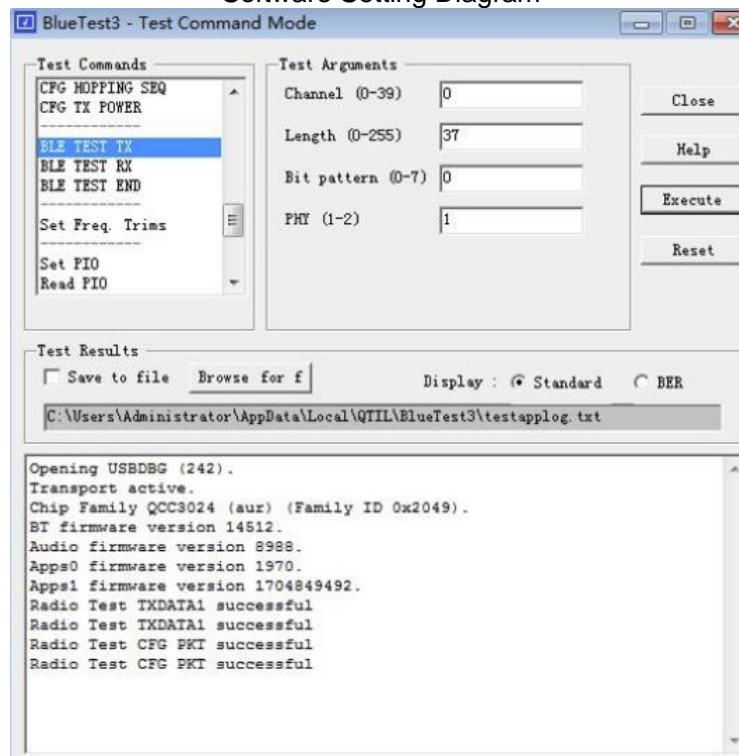 Software Setting Diagram
BlueTest3 - Test Command Mode
Test Commands
CFG HOPPING SEQ
CFG TX POWER
------------
BLE TEST TX
BLE TEST RX
BLE TEST END
------------
Set Freq. Trims
------------
Set PIO
Read PIO
Test Arguments
Channel (0-39) 0
Length (0-255) 37
Bit pattern (0-7) 0
PHY (1-2) 1
Close
Help
Execute
Reset
Test Results
Save to file Browse for f Display : Standard BER
C:\Users\Administrator\AppData\Local\QTIL\BlueTest3\testapplog.txt
Opening USBDBG (242).
Transport active.
Chip Family QCC3024 (aur) (Family ID 0x2049).
BT firmware version 14512.
Audio firmware version 8988.
Apps0 firmware version 1970.
Apps1 firmware version 1704849492.
Radio Test TXDATA1 successful
Radio Test TXDATA1 successful
Radio Test CFG PKT successful
Radio Test CFG PKT successful